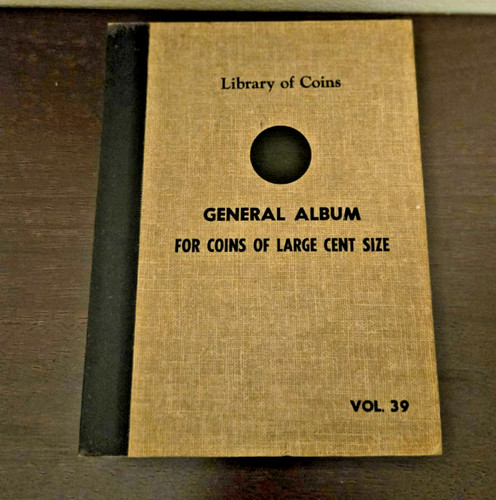 Library of Coins
GENERAL ALBUM
FOR COINS OF LARGE CENT SIZE
VOL. 39